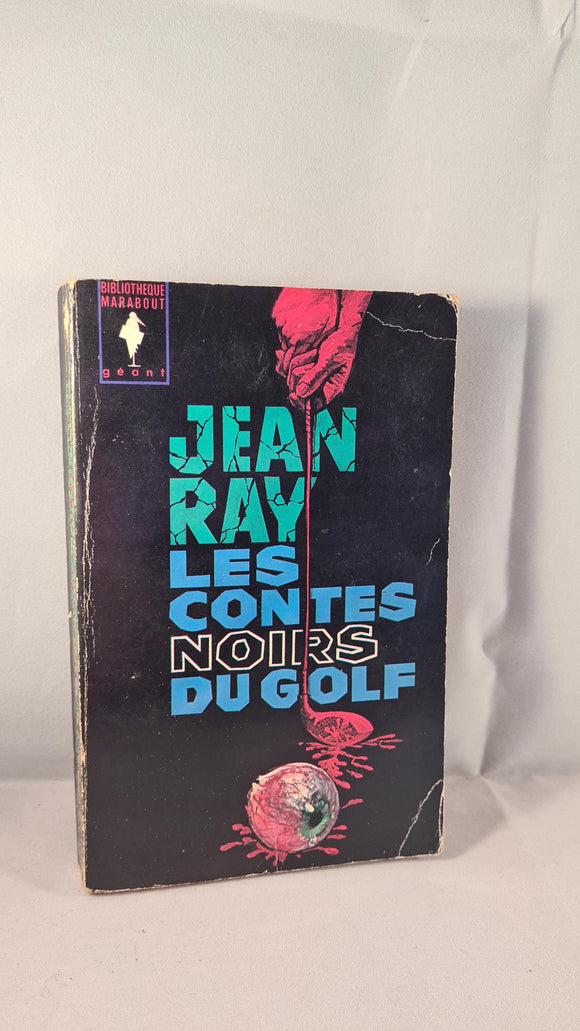 BIBLIOTHEQUE
MARABOUT
géant
JEAN
RAY
LES
CONTES
NOIRS
DU GOLF